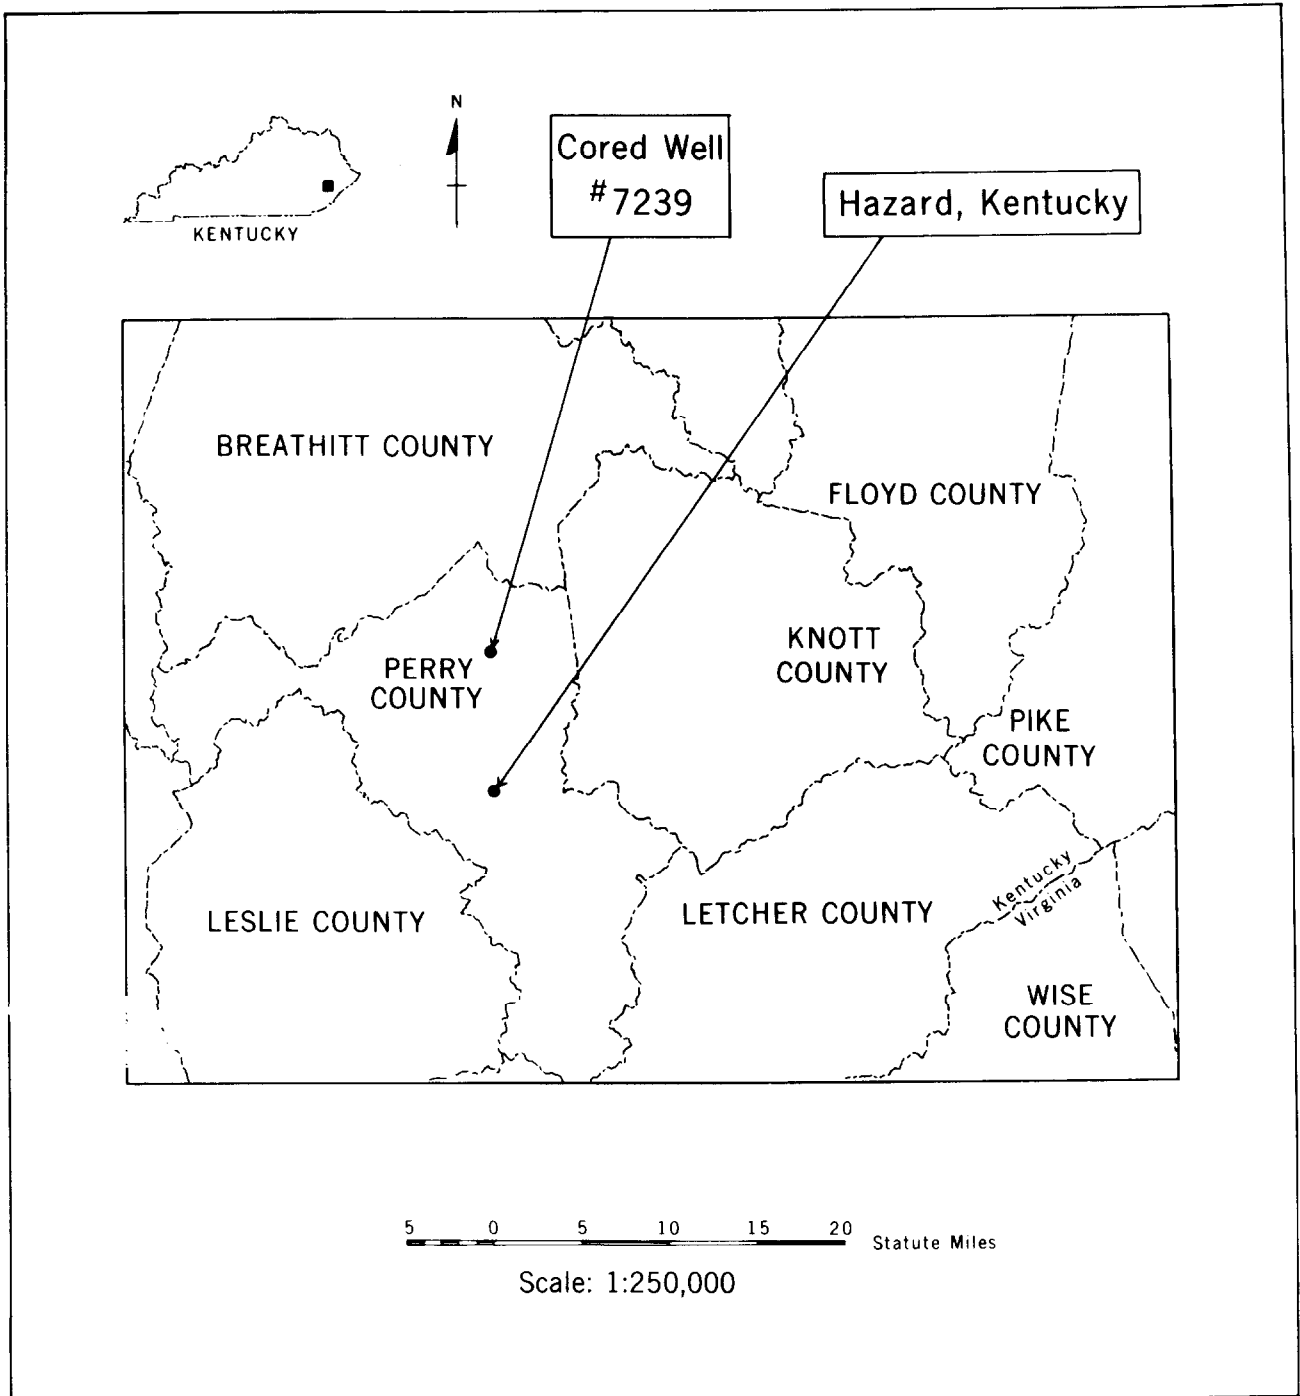 N
Cored Well
#7239
Hazard, Kentucky
KENTUCKY
BREATHITT COUNTY
FLOYD COUNTY
KNOTT
COUNTY
PERRY
COUNTY
PIKE
COUNTY
Kentucky
Virginia
LESLIE COUNTY
LETCHER COUNTY
WISE
COUNTY
5 0 5 10 15 20 Statute Miles
Scale: 1:250,000